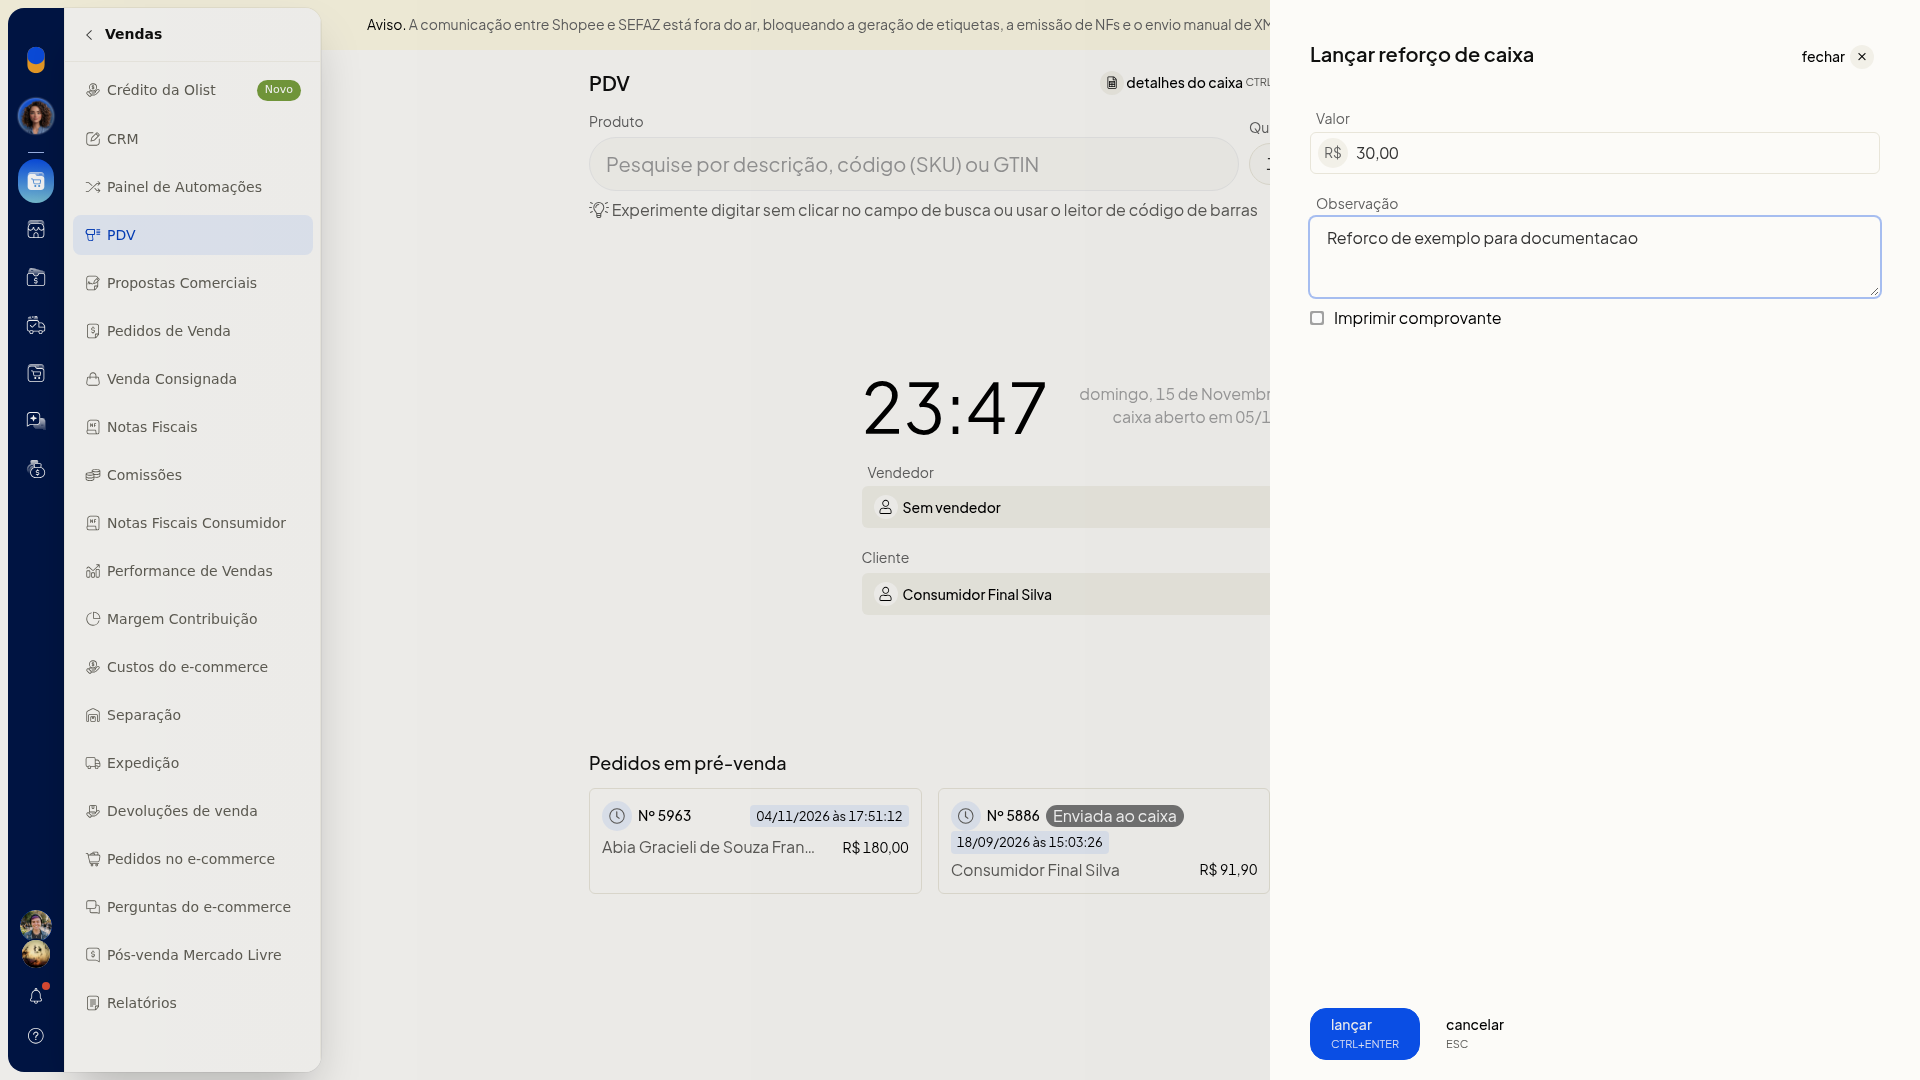 Vendas
Crédito da Olist
Novo
CRM
Painel de Automações
PDV
Propostas Comerciais
Pedidos de Venda
Venda Consignada
Notas Fiscais
Comissões
Notas Fiscais Consumidor
Performance de Vendas
Margem Contribuição
Custos do e-commerce
Separação
Expedição
Devoluções de venda
Pedidos no e-commerce
Perguntas do e-commerce
Pós-venda Mercado Livre
Relatórios
Aviso. A comunicação entre Shopee e SEFAZ está fora do ar, bloqueando a geração de etiquetas, a emissão de NFs e o envio manual de XM
PDV
detalhes do caixa CTRL
Produto
Qu
Pesquise por descrição, código (SKU) ou GTIN
Experimente digitar sem clicar no campo de busca ou usar o leitor de código de barras
23:47
domingo, 15 de Novembr
caixa aberto em 05/1
Vendedor
Sem vendedor
Cliente
Consumidor Final Silva
Pedidos em pré-venda
Nº 5963
04/11/2026 às 17:51:12
Abia Gracieli de Souza Fran...
R$ 180,00
Nº 5886
Enviada ao caixa
18/09/2026 às 15:03:26
Consumidor Final Silva
R$ 91,90
Lançar reforço de caixa
fechar
Valor
R$ 30,00
Observação
Reforco de exemplo para documentacao
Imprimir comprovante
lançar
CTRL+ENTER
cancelar
ESC